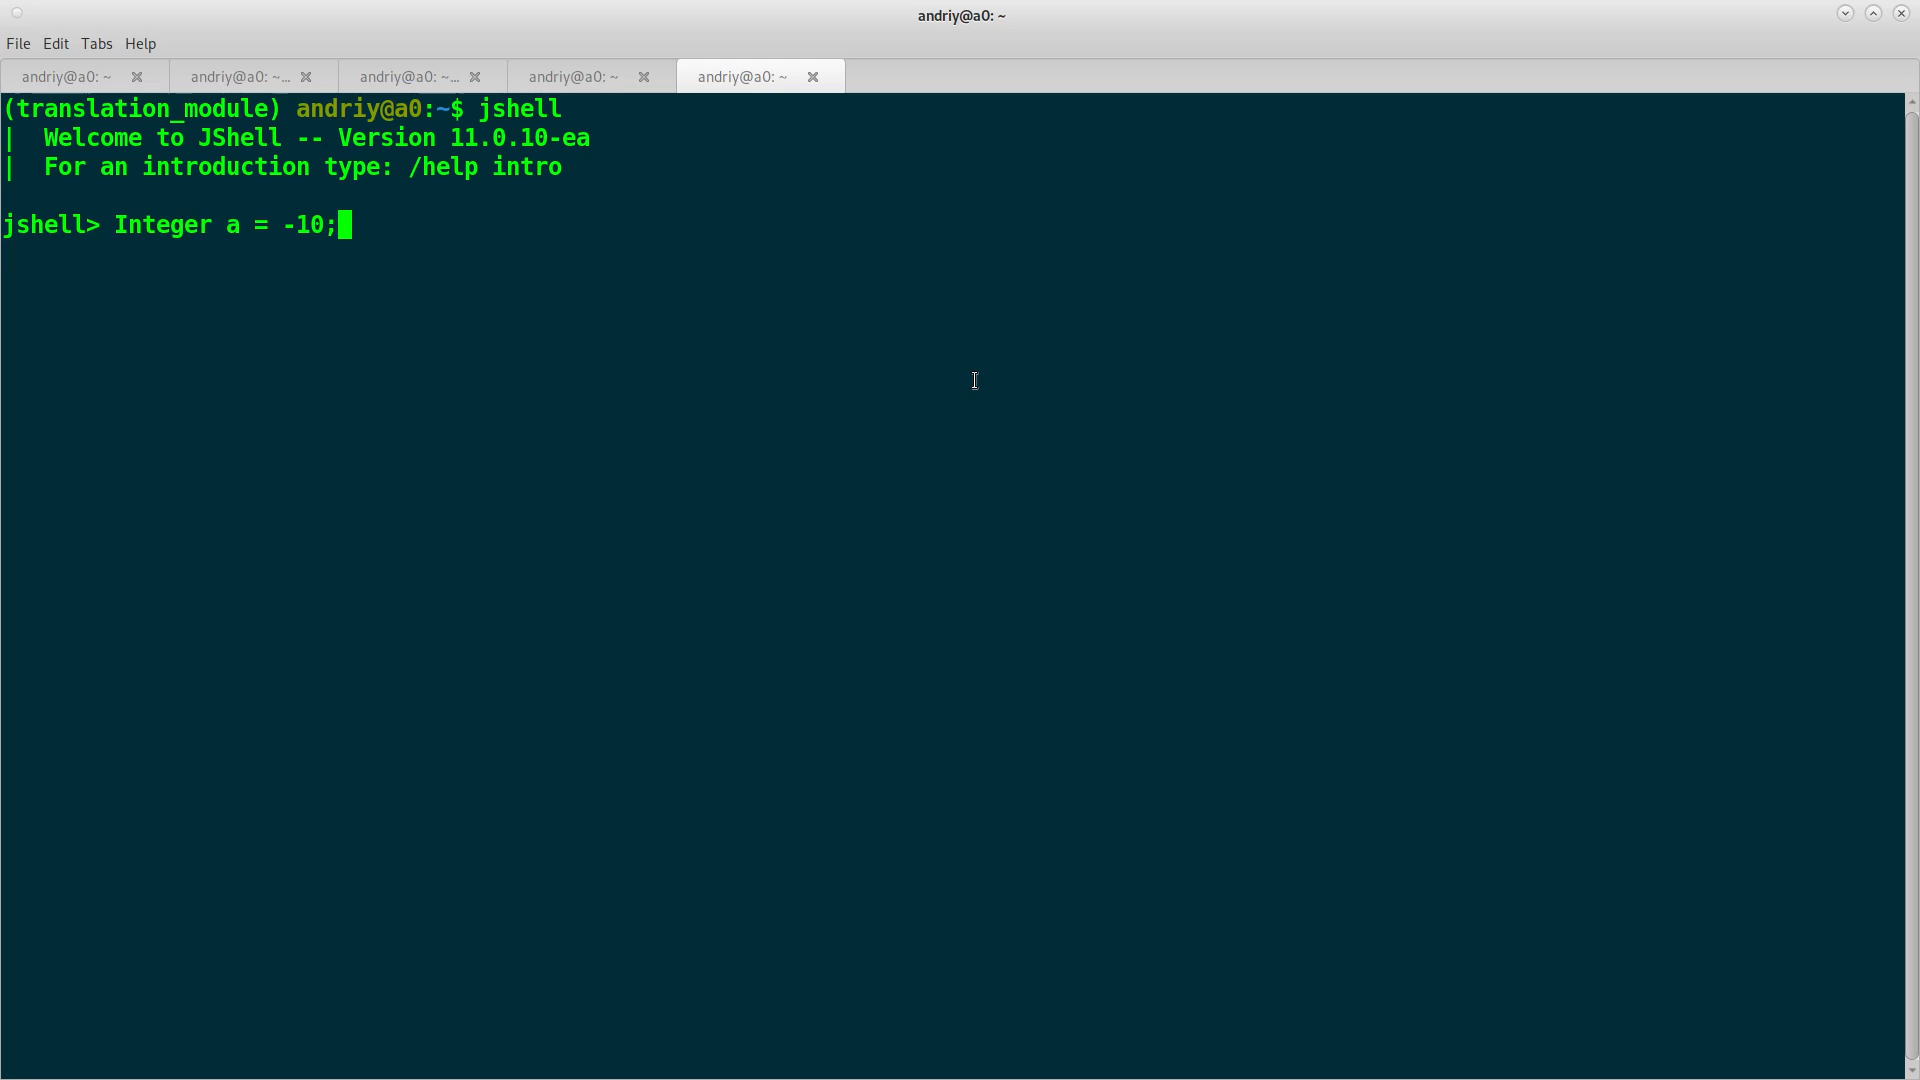 andriy@a0: ~
File Edit Tabs Help
andriy@a0: ~ andriy@a0: ~... andriy@a0: ~... andriy@a0: ~ andriy@a0: ~
(translation_module) andriy@a0:~$ jshell
| Welcome to JShell -- Version 11.0.10-ea
| For an introduction type: /help intro
jshell> Integer a = -10;